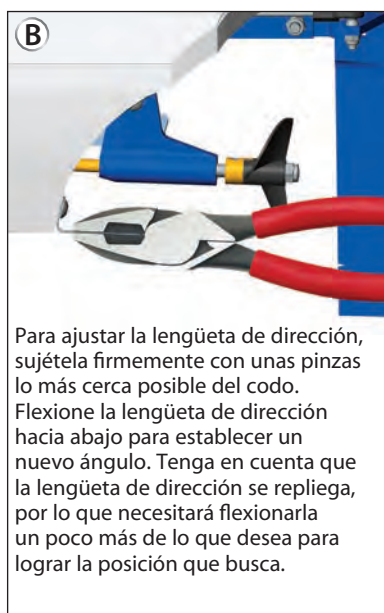 B
Para ajustar la lengüeta de dirección,
sujétela firmemente con unas pinzas
lo más cerca posible del codo.
Flexione la lengüeta de dirección
hacia abajo para establecer un
nuevo ángulo. Tenga en cuenta que
la lengüeta de dirección se repliega,
por lo que necesitará flexionarla
un poco más de lo que desea para
lograr la posición que busca.